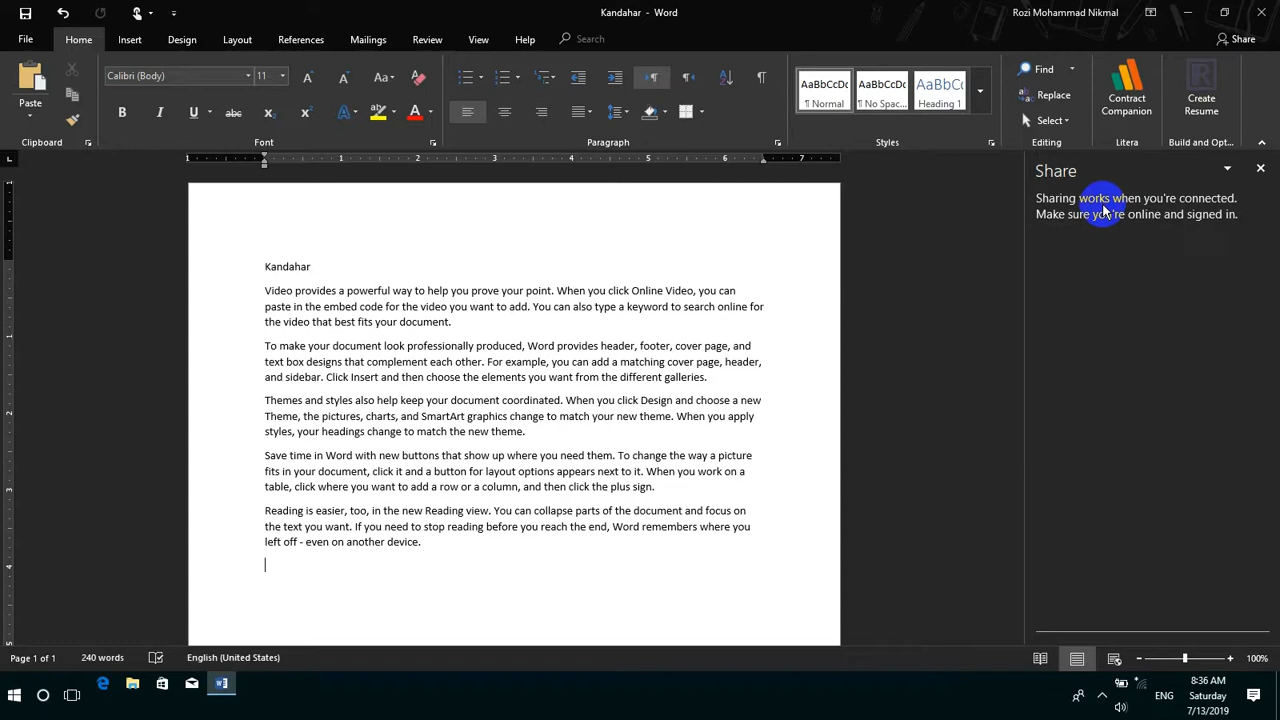 Kandahar - Word
Rozi Mohammad Nikmal
File Home Insert Design Layout References Mailings Review View Help Search Share
Paste
Clipboard
Calibri (Body) 11
Aa
B I U abc X₂ X² A A
Font
Paragraph
AaBbCcDc AaBbCcDc AaBbCc
¶ Normal ¶ No Spac... Heading 1
Styles
Find
Replace
Select
Editing
Contract
Companion
Litera
Create
Resume
Build and Opt...
1 1 2 3 4 5 6 7
Share
Sharing works when you're connected.
Make sure you're online and signed in.
Kandahar
Video provides a powerful way to help you prove your point. When you click Online Video, you can
paste in the embed code for the video you want to add. You can also type a keyword to search online for
the video that best fits your document.
To make your document look professionally produced, Word provides header, footer, cover page, and
text box designs that complement each other. For example, you can add a matching cover page, header,
and sidebar. Click Insert and then choose the elements you want from the different galleries.
Themes and styles also help keep your document coordinated. When you click Design and choose a new
Theme, the pictures, charts, and SmartArt graphics change to match your new theme. When you apply
styles, your headings change to match the new theme.
Save time in Word with new buttons that show up where you need them. To change the way a picture
fits in your document, click it and a button for layout options appears next to it. When you work on a
table, click where you want to add a row or a column, and then click the plus sign.
Reading is easier, too, in the new Reading view. You can collapse parts of the document and focus on
the text you want. If you need to stop reading before you reach the end, Word remembers where you
left off - even on another device.
Page 1 of 1 240 words English (United States) 100%
8:36 AM
ENG Saturday
7/13/2019